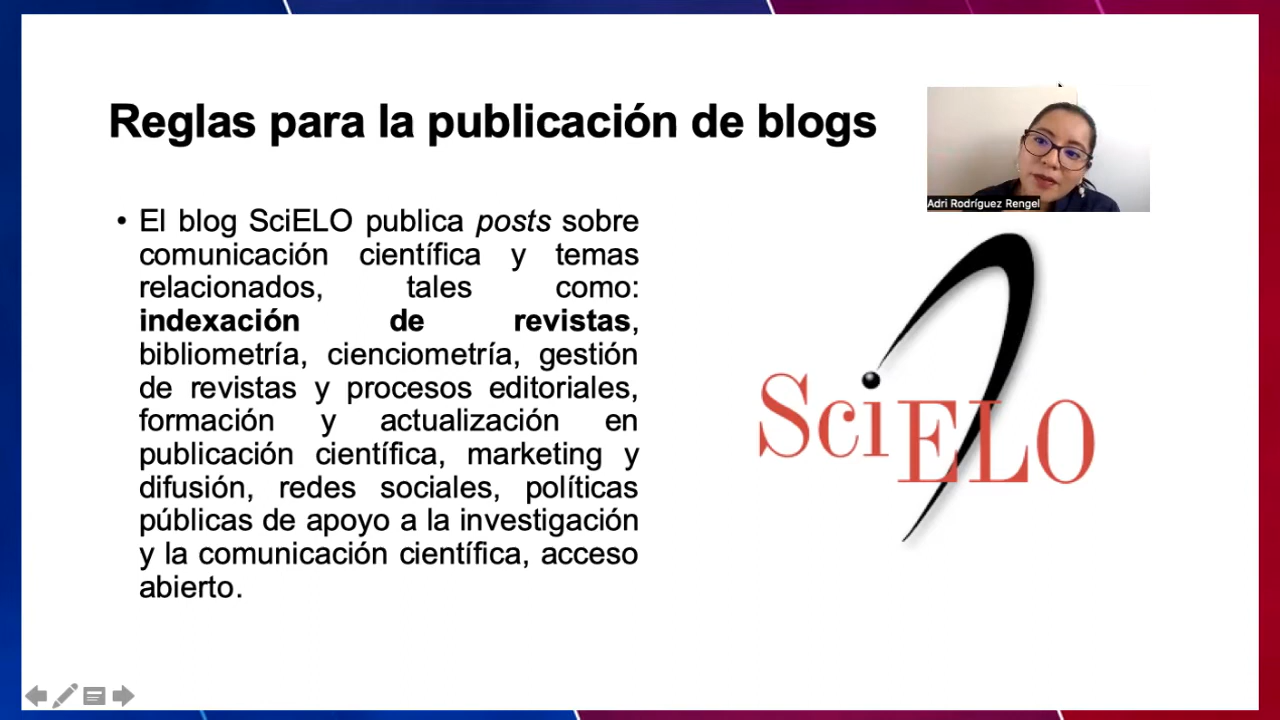 Reglas para la publicación de blogs
Adri Rodríguez Rengel
• El blog SciELO publica posts sobre
comunicación científica y temas
relacionados, tales como:
indexación de revistas,
bibliometría, cienciometría, gestión
de revistas y procesos editoriales,
formación y actualización en
publicación científica, marketing y
difusión, redes sociales, políticas
públicas de apoyo a la investigación
y la comunicación científica, acceso
abierto.
SciELO